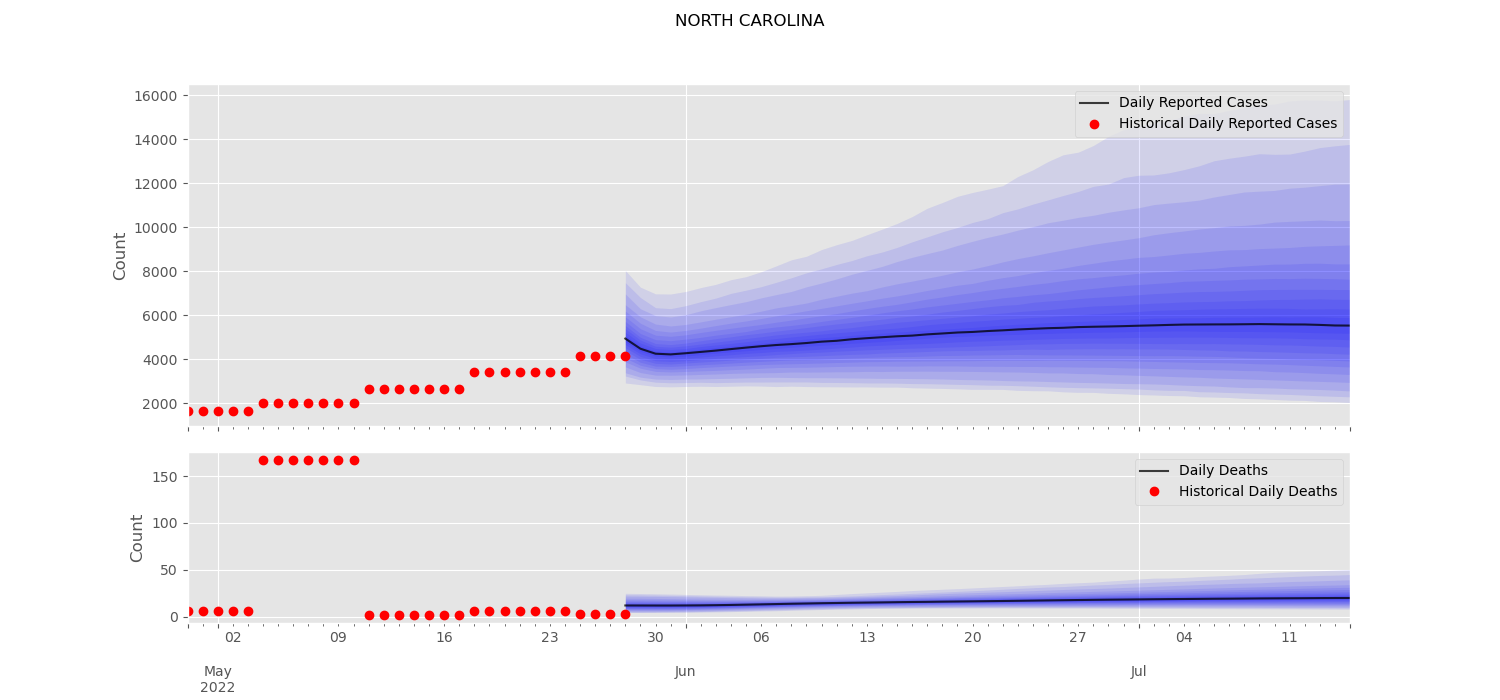 NORTH CAROLINA
16000
14000
12000
10000
8000
6000
4000
2000
Count
Daily Reported Cases
Historical Daily Reported Cases
150
100
50
0
Count
Daily Deaths
Historical Daily Deaths
02 09 16 23 30 06 13 20 27 04 11
May Jun Jul
2022